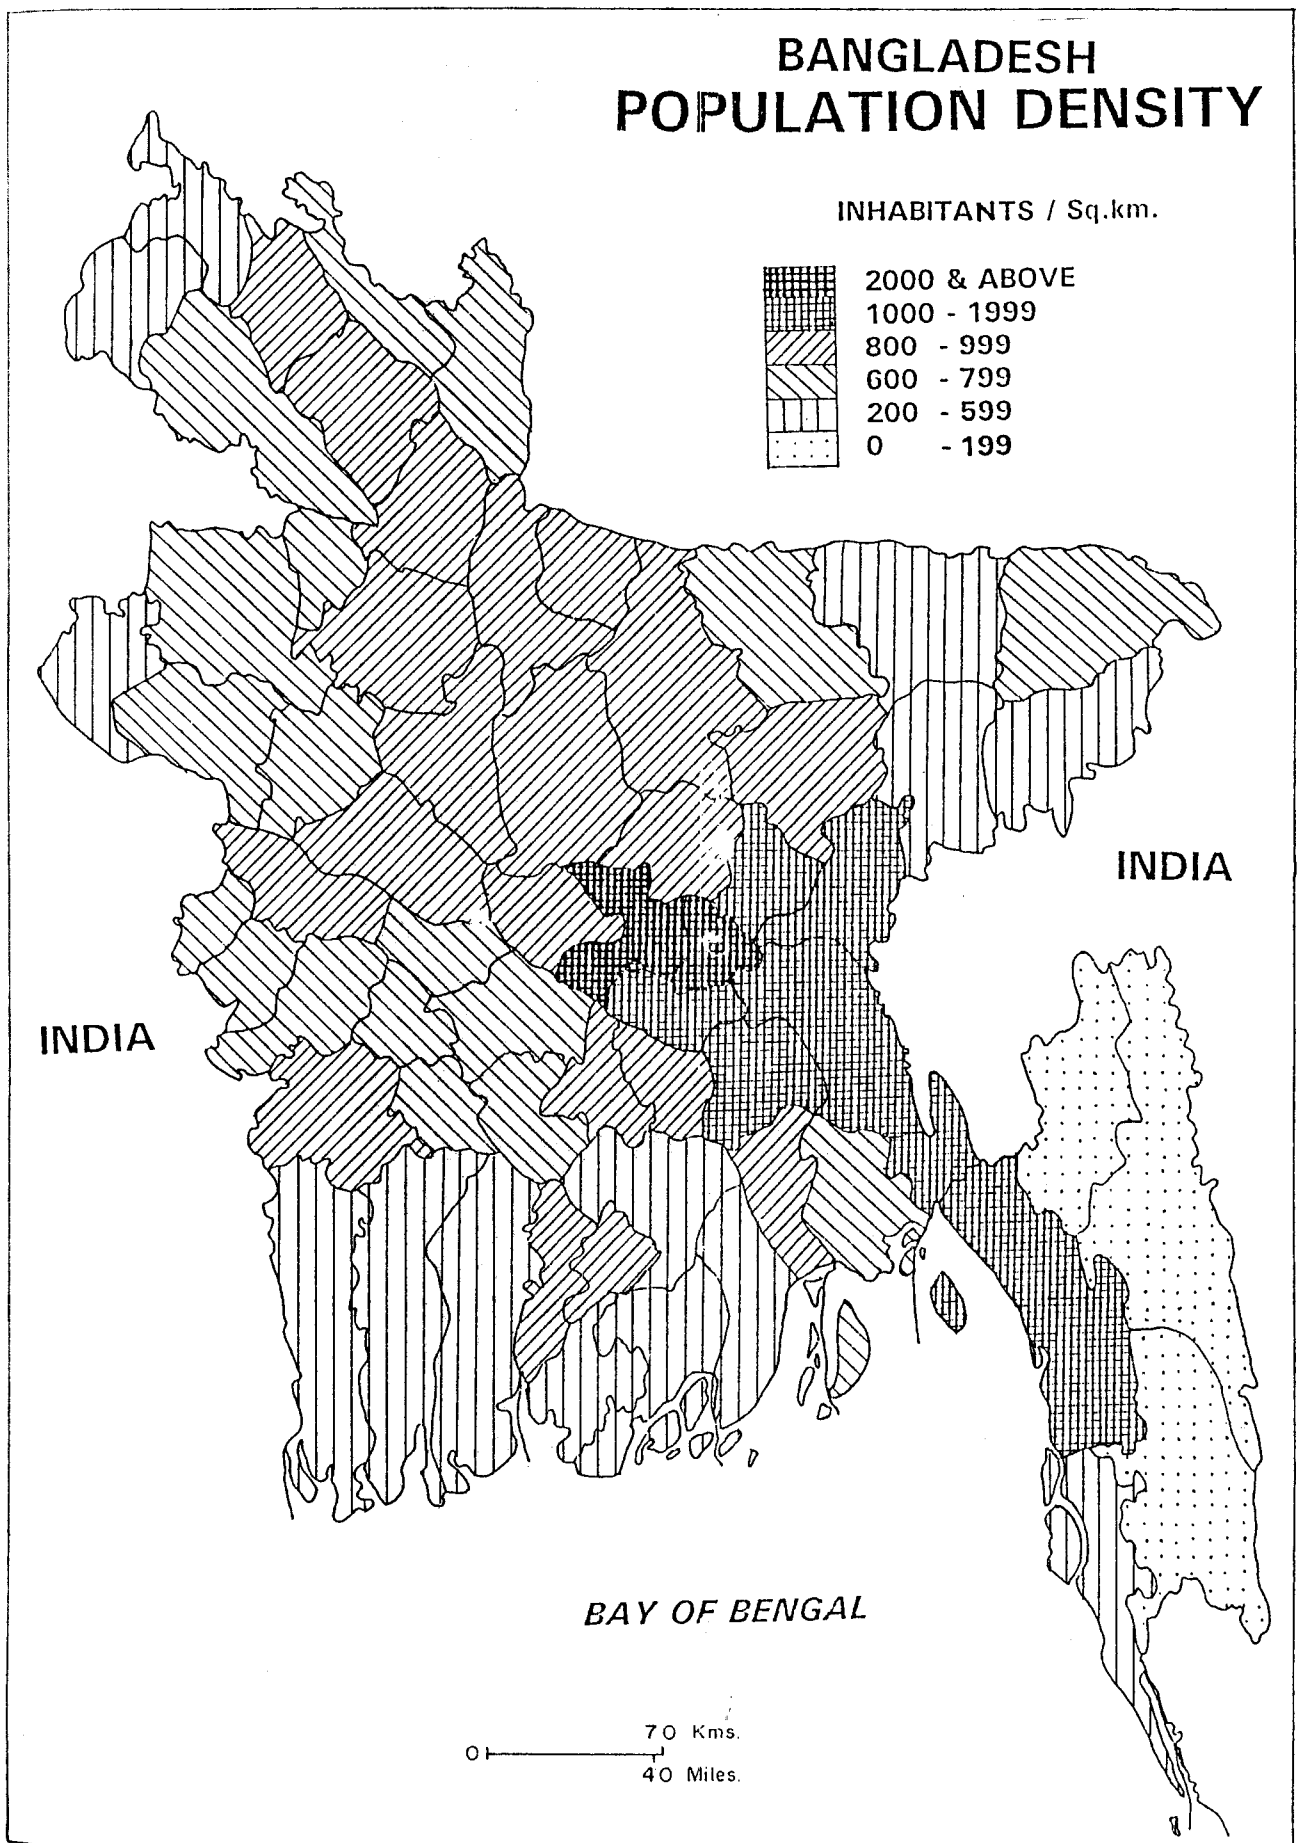 BANGLADESH
POPULATION DENSITY
INHABITANTS / Sq.km.
2000 & ABOVE
1000 - 1999
800 - 999
600 - 799
200 - 599
0 - 199
INDIA
INDIA
BAY OF BENGAL
70 Kms.
0
40 Miles.